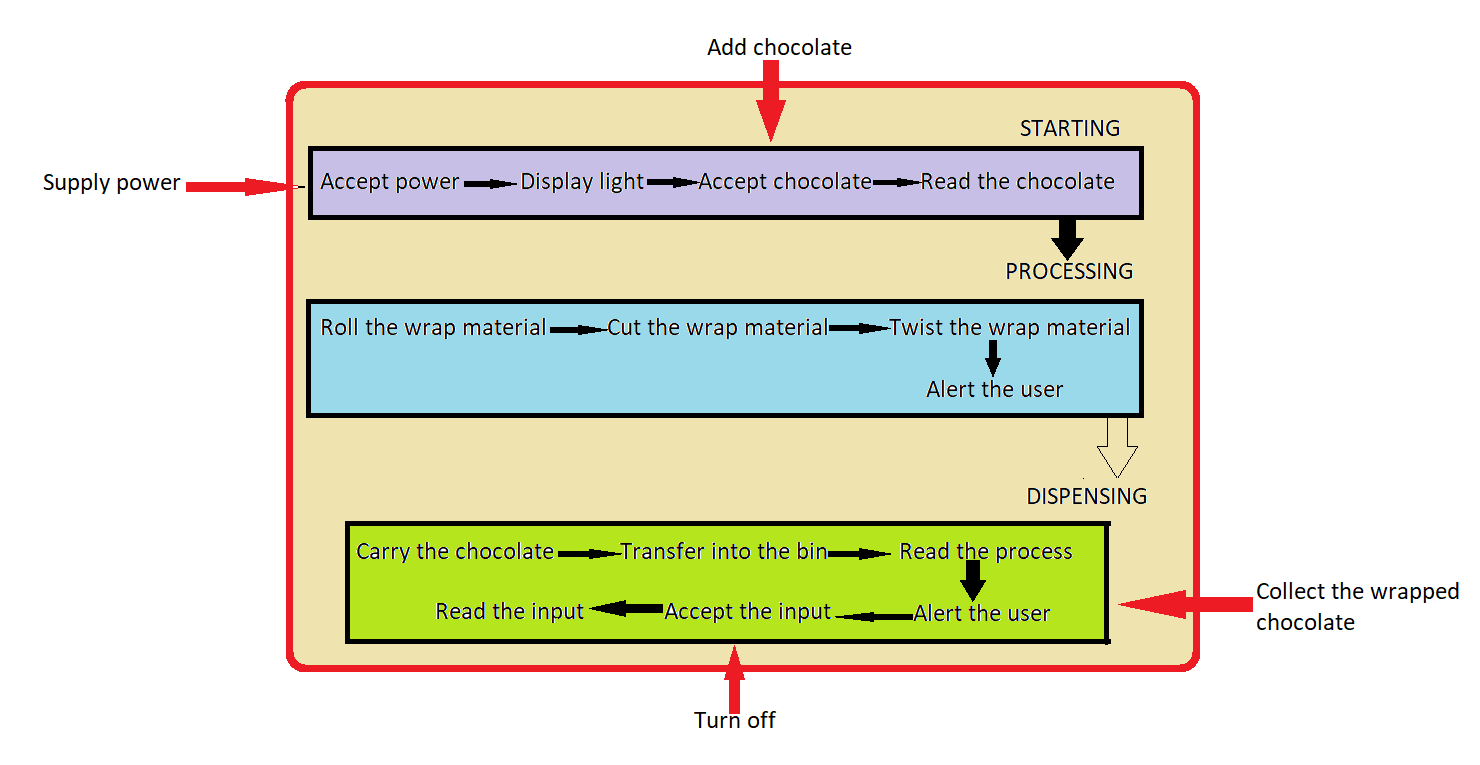 Add chocolate
STARTING
Supply power
Accept power Display light Accept chocolate Read the chocolate
PROCESSING
Roll the wrap material Cut the wrap material Twist the wrap material
Alert the user
DISPENSING
Carry the chocolate Transfer into the bin Read the process
Read the input Accept the input Alert the user
Collect the wrapped
chocolate
Turn off